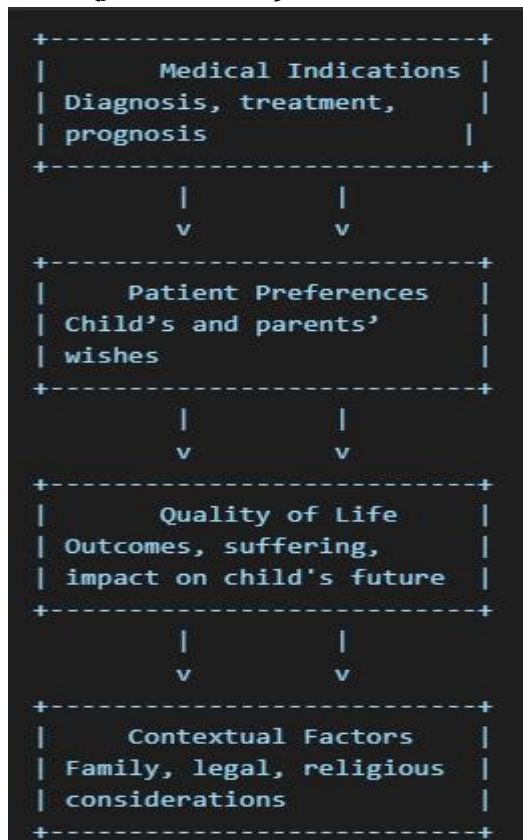 +----------------------------+
|        Medical Indications |
| Diagnosis, treatment,      |
| prognosis                 |
+----------------------------+
         |         |
         v         v
+----------------------------+
|     Patient Preferences    |
| Child’s and parents’       |
| wishes                     |
+----------------------------+
         |         |
         v         v
+----------------------------+
|       Quality of Life      |
| Outcomes, suffering,       |
| impact on child's future   |
+----------------------------+
         |         |
         v         v
+----------------------------+
|     Contextual Factors     |
| Family, legal, religious   |
| considerations             |
+----------------------------+